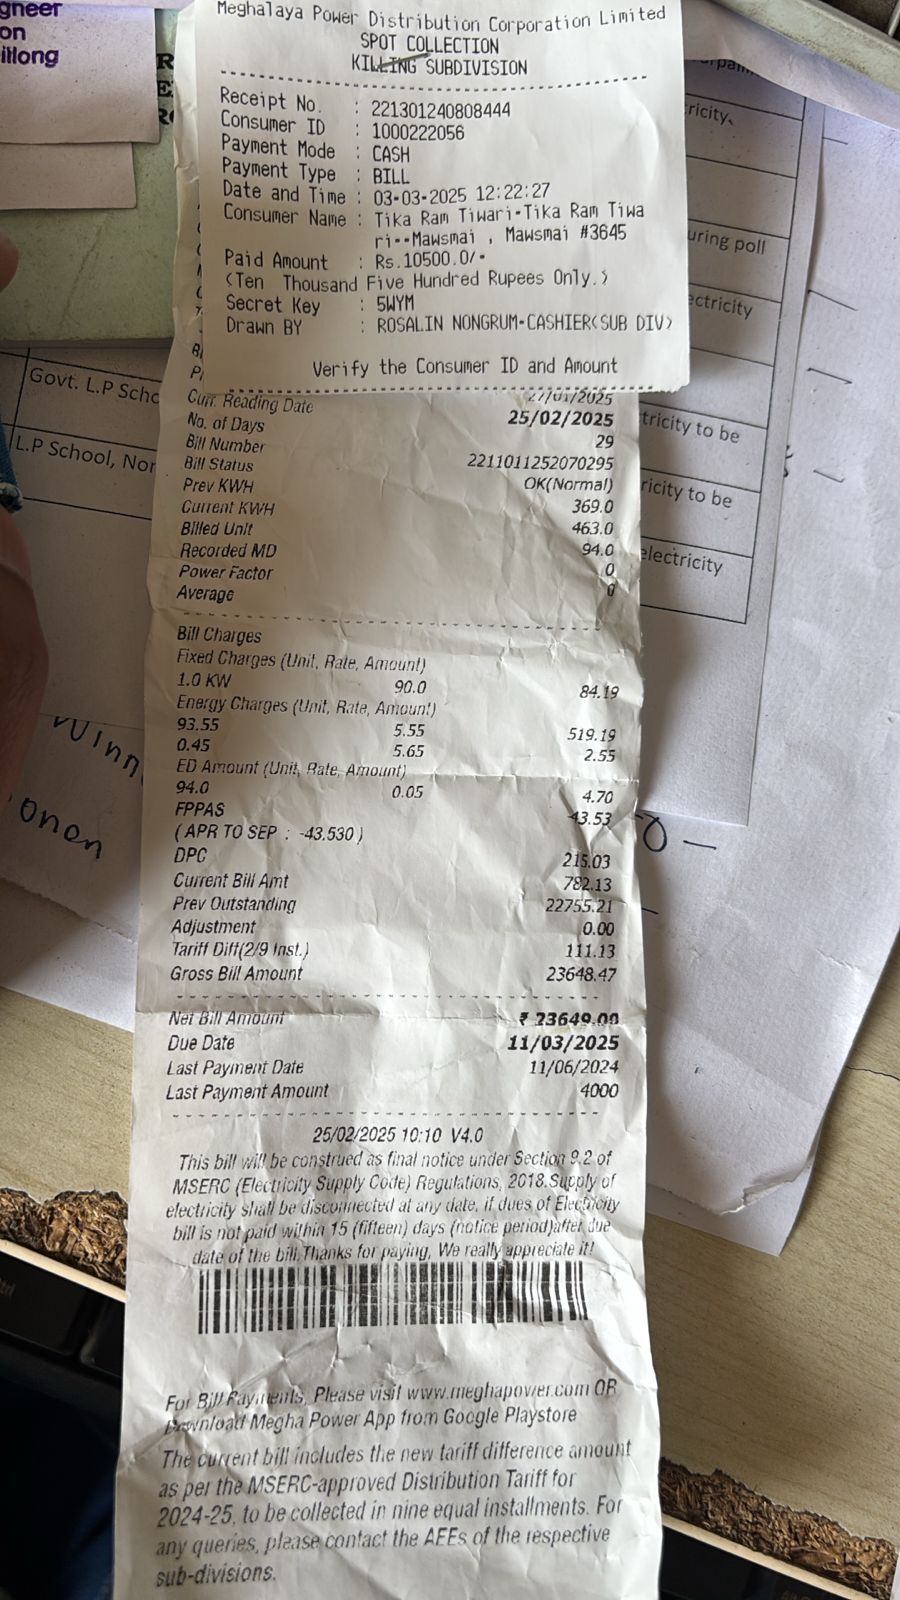 gneer
on
illong
Meghalaya Power Distribution Corporation Limited
SPOT COLLECTION
KILLING SUBDIVISION
Receipt No. : 221301240808444
Consumer ID : 1000222056
Payment Mode : CASH
Payment Type : BILL
Date and Time : 03-03-2025 12:22:27
Consumer Name : Tika Ram Tiwari-Tika Ram Tiwa
ri--Mawsmai , Mawsmai #3645
Paid Amount : Rs.10500.0/-
(Ten Thousand Five Hundred Rupees Only.)
Secret Key : 5WYM
Drawn BY : ROSALIN NONGRUM-CASHIER(SUB DIV)
Verify the Consumer ID and Amount
Curr. Reading Date 27/01/2025
No. of Days 25/02/2025
Bill Number 29
Bill Status 2211011252070295
Prev KWH OK(Normal)
Current KWH 369.0
Billed Unit 463.0
Recorded MD 94.0
Power Factor 0
Average 0
Bill Charges
Fixed Charges (Unit, Rate, Amount)
1.0 KW 90.0 84.19
Energy Charges (Unit, Rate, Amount)
93.55 5.55 519.19
0.45 5.65 2.55
ED Amount (Unit, Rate, Amount)
94.0 0.05 4.70
FPPAS -43.53
( APR TO SEP : -43.530 )
DPC 215.03
Current Bill Amt 782.13
Prev Outstanding 22755.21
Adjustment 0.00
Tariff Diff(2/9 Inst.) 111.13
Gross Bill Amount 23648.47
Net Bill Amount ₹ 23649.00
Due Date 11/03/2025
Last Payment Date 11/06/2024
Last Payment Amount 4000
25/02/2025 10:10 V4.0
This bill will be construed as final notice under Section 9.2 of
MSERC (Electricity Supply Code) Regulations, 2018.Supply of
electricity shall be disconnected at any date, if dues of Electricity
bill is not paid within 15 (fifteen) days (notice period)after due
date of the bill.Thanks for paying, We really appreciate it!
For Bill Payments, Please visit www.meghapower.com OR
Download Megha Power App from Google Playstore
The current bill includes the new tariff difference amount
as per the MSERC-approved Distribution Tariff for
2024-25, to be collected in nine equal installments. For
any queries, please contact the AEEs of the respective
sub-divisions.
Govt. L.P Scho
L.P School, Nor
ricity.
uring poll
ectricity
tricity to be
ricity to be
electricity